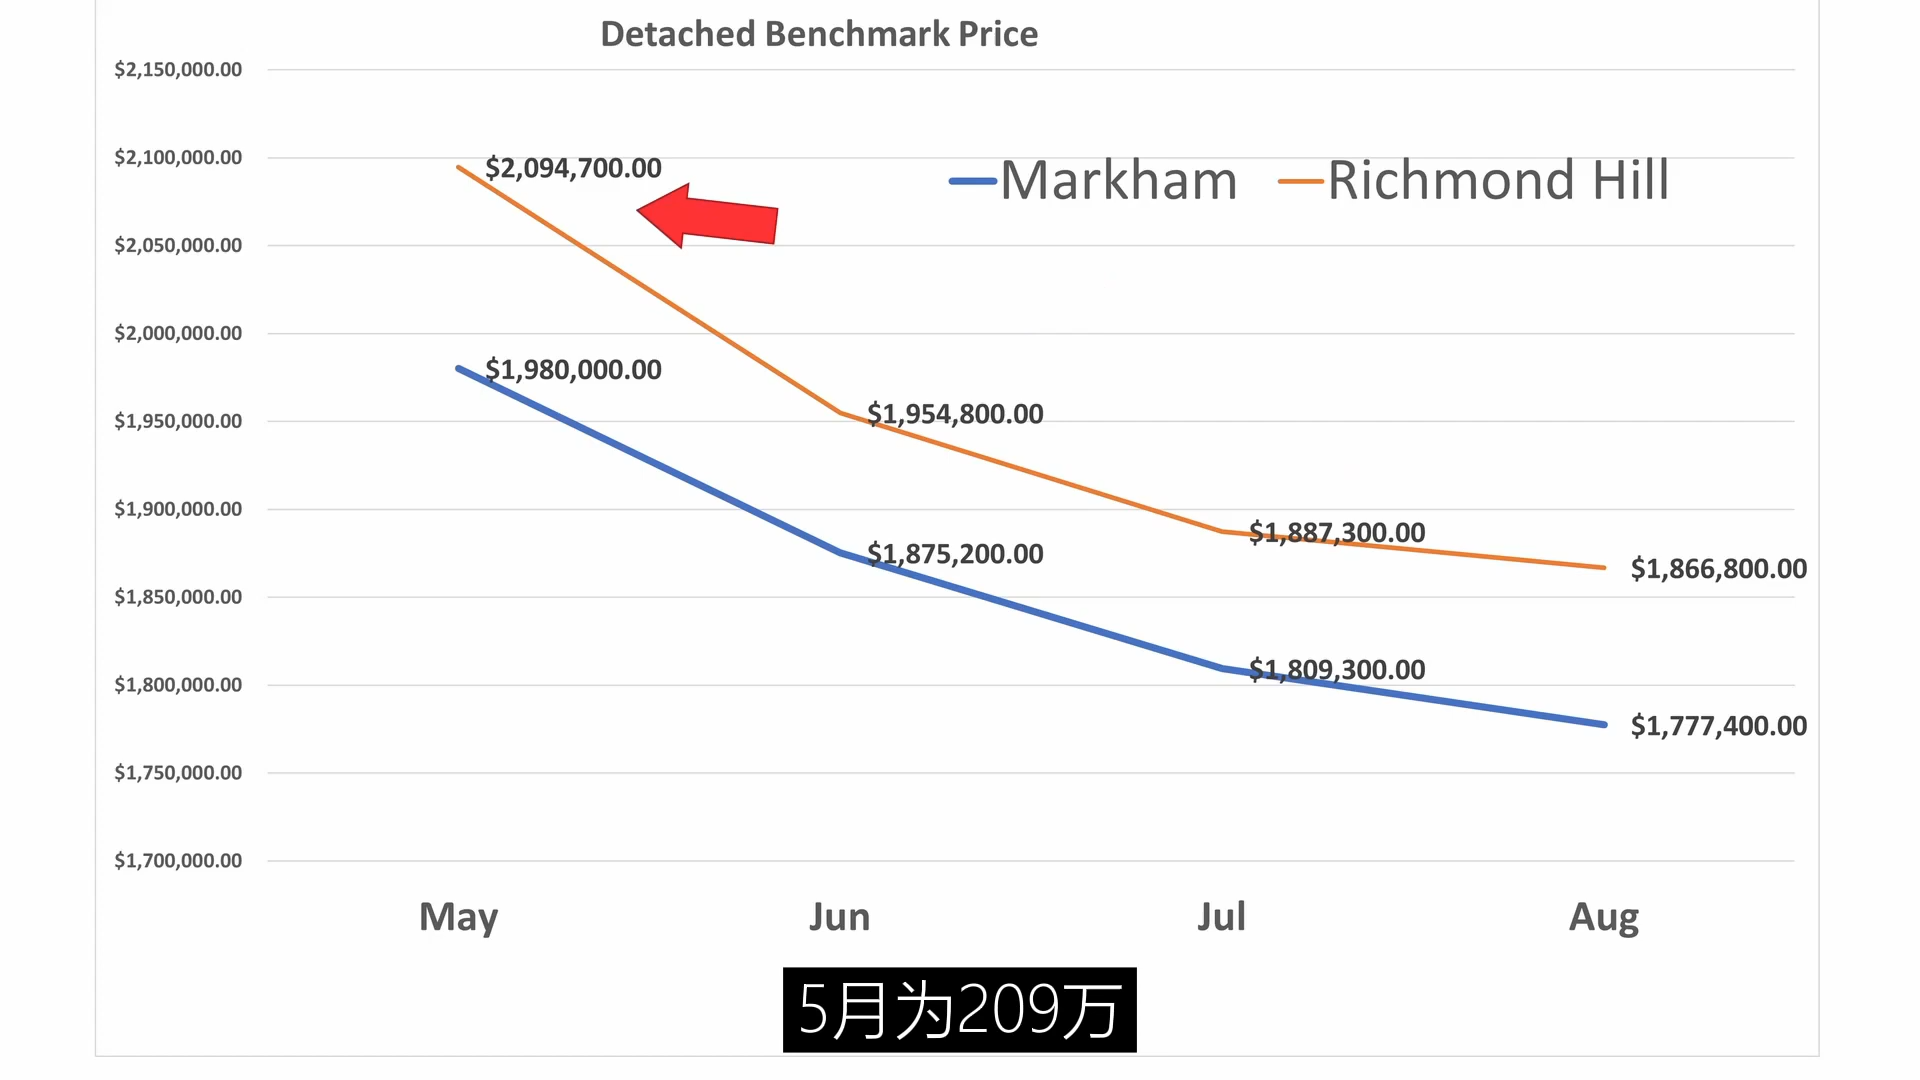 Detached Benchmark Price
$2,150,000.00
$2,100,000.00
$2,050,000.00
$2,000,000.00
$1,950,000.00
$1,900,000.00
$1,850,000.00
$1,800,000.00
$1,750,000.00
$1,700,000.00
Markham
Richmond Hill
$2,094,700.00
$1,954,800.00
$1,887,300.00
$1,866,800.00
$1,980,000.00
$1,875,200.00
$1,809,300.00
$1,777,400.00
May
Jun
Jul
Aug
5月为209万